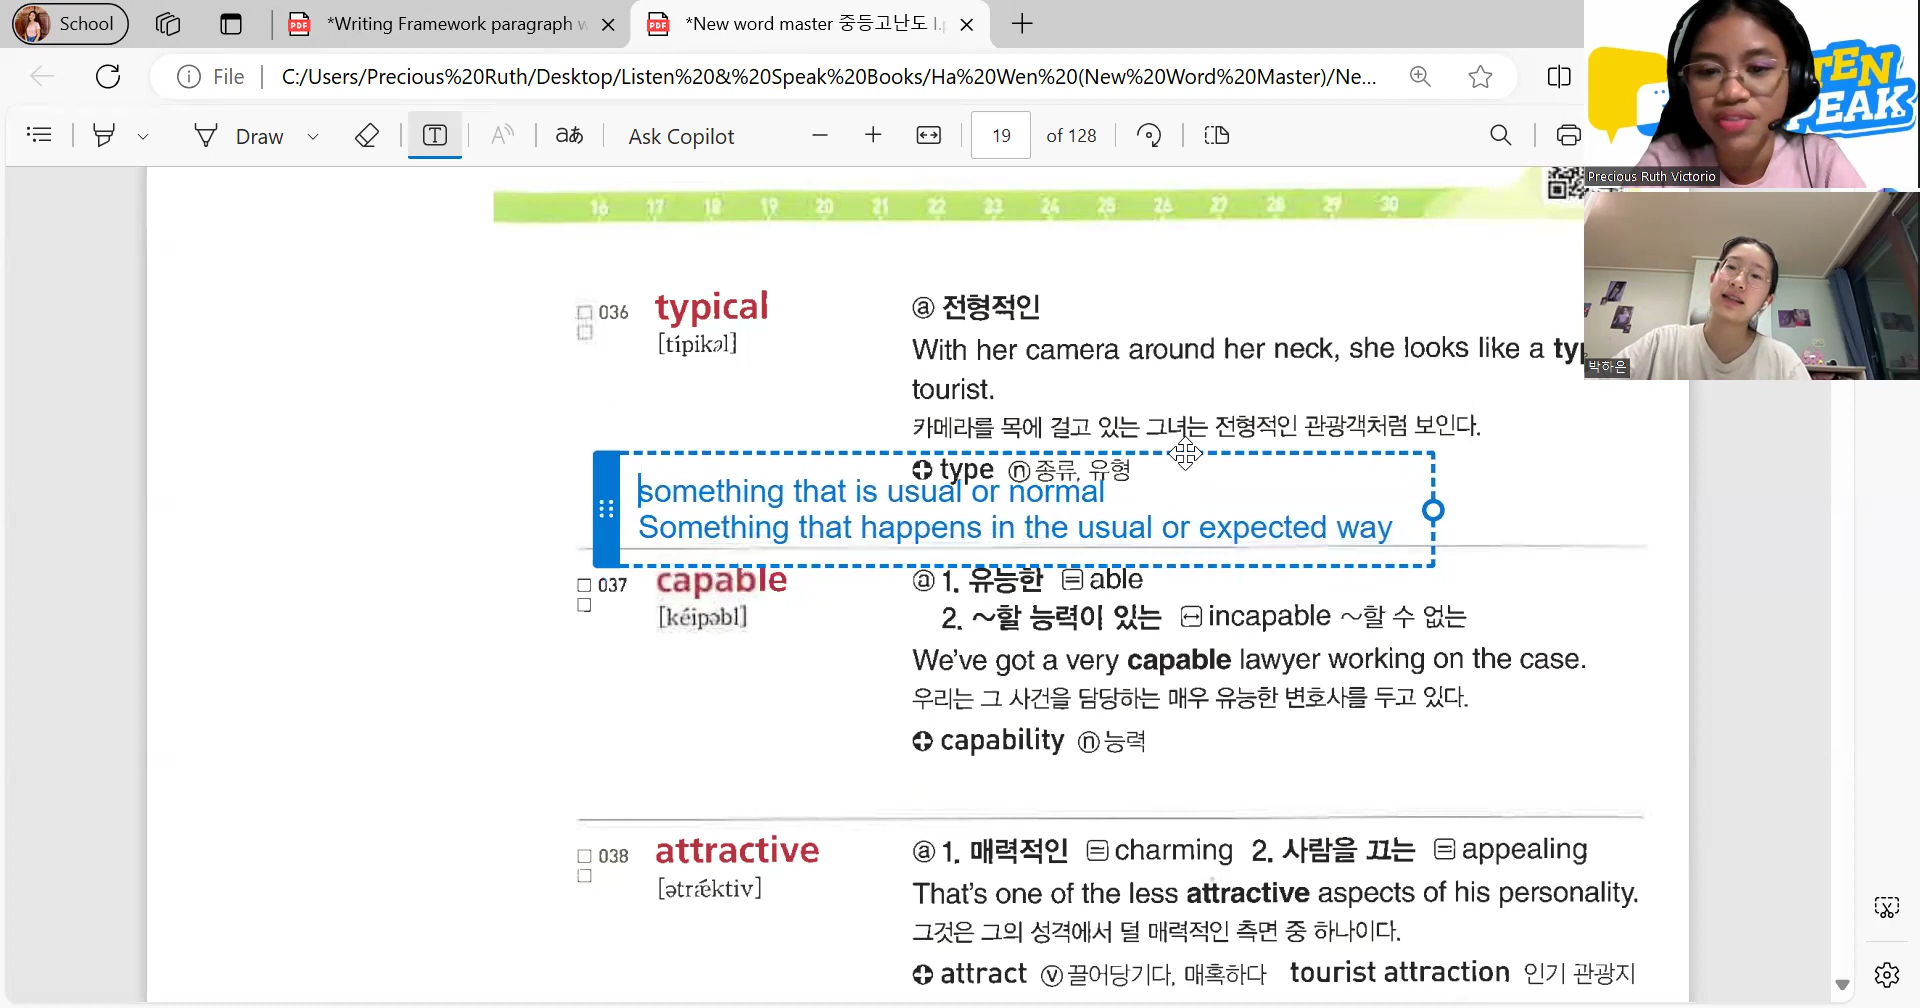 School
*Writing Framework paragraph w
*New word master 중등고난도 I.p
File
C:/Users/Precious%20Ruth/Desktop/Listen%20&%20Speak%20Books/Ha%20Wen%20(New%20Word%20Master)/Ne...
Draw
aあ
Ask Copilot
19
of 128
TEN
PEAK
Precious Ruth Victorio
박하은
16 17 18 19 20 21 22 23 24 25 26 27 28 29 30
036 typical ⓐ 전형적인
[típikəl]
With her camera around her neck, she looks like a typ
tourist.
카메라를 목에 걸고 있는 그녀는 전형적인 관광객처럼 보인다.
type ⓝ 종류, 유형
something that is usual or normal
Something that happens in the usual or expected way
037 capable ⓐ 1. 유능한 = able
[kéipəbl]
2. ~할 능력이 있는 ↔ incapable ~할 수 없는
We've got a very capable lawyer working on the case.
우리는 그 사건을 담당하는 매우 유능한 변호사를 두고 있다.
capability ⓝ 능력
038 attractive ⓐ 1. 매력적인 = charming 2. 사람을 끄는 = appealing
[ətrǽktiv]
That's one of the less attractive aspects of his personality.
그것은 그의 성격에서 덜 매력적인 측면 중 하나이다.
attract ⓥ 끌어당기다, 매혹하다 tourist attraction 인기 관광지